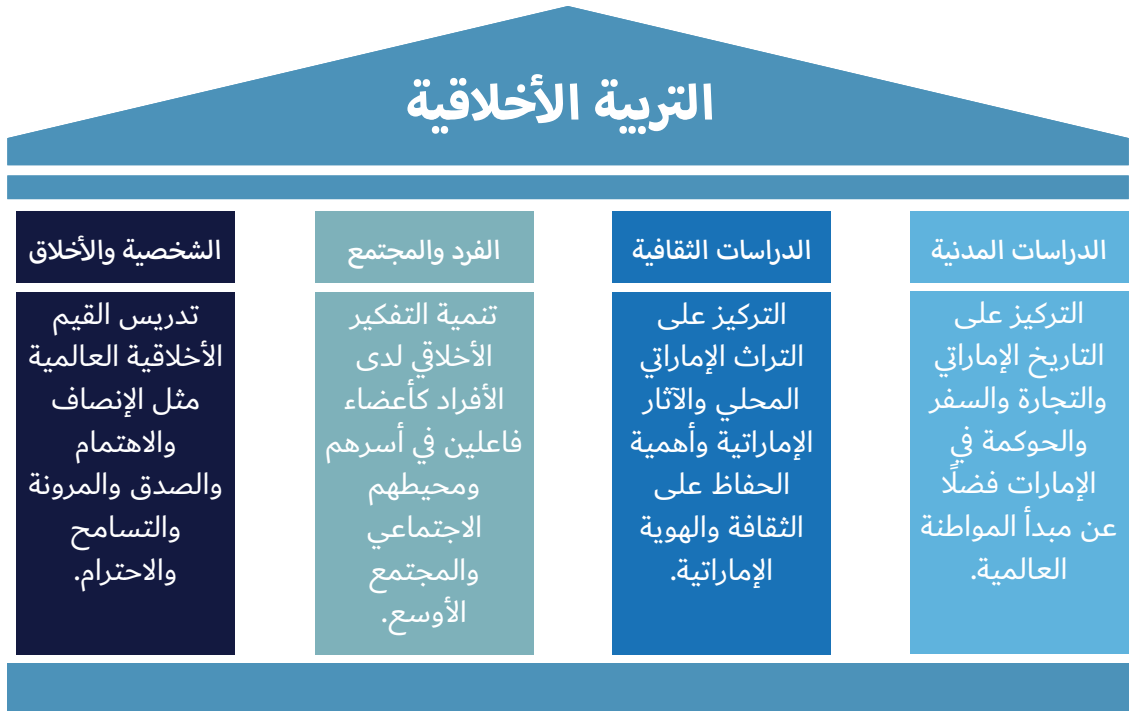 التربية الأخلاقية
الدراسات المدنية
التركيز على
التاريخ الإماراتي
والتجارة والسفر
والحوكمة في
الإمارات فضلًا
عن مبدأ المواطنة
العالمية.
الدراسات الثقافية
التركيز على
التراث الإماراتي
المحلي والآثار
الإماراتية وأهمية
الحفاظ على
الثقافة والهوية
الإماراتية.
الفرد والمجتمع
تنمية التفكير
الأخلاقي لدى
الأفراد كأعضاء
فاعلين في أسرهم
ومحيطهم
الاجتماعي
والمجتمع
الأوسع.
الشخصية والأخلاق
تدريس القيم
الأخلاقية العالمية
مثل الإنصاف
والاهتمام
والصدق والمرونة
والتسامح
والاحترام.